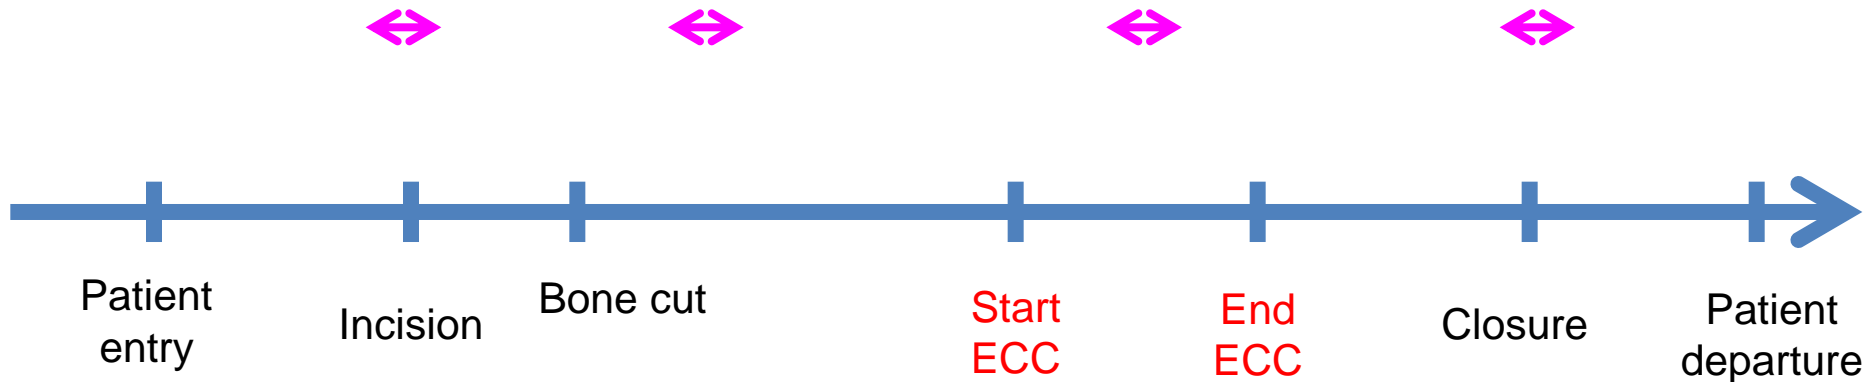 Patient
entry
Incision
Bone cut
Start
ECC
End
ECC
Closure
Patient
departure